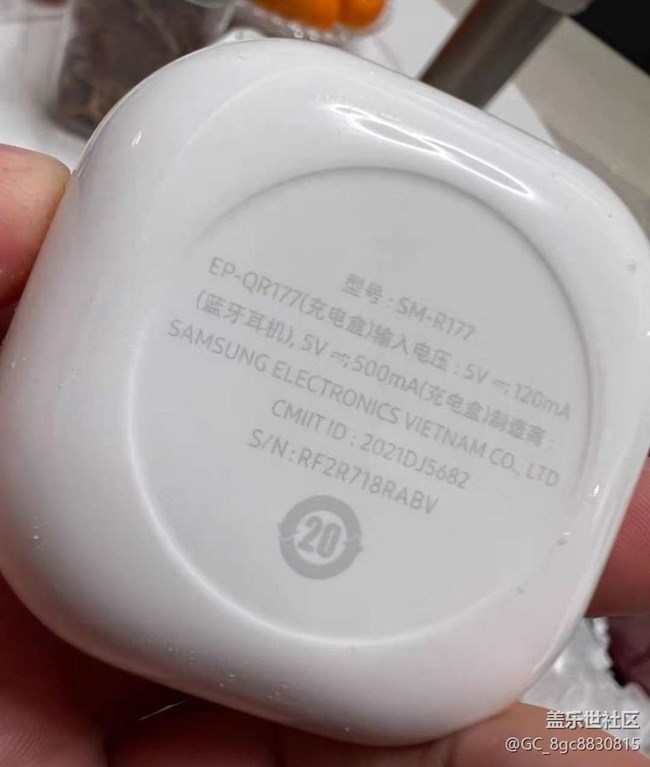 型号 : SM-R177
EP-QR177(充电盒)输入电压 : 5V ⎓; 120mA
(蓝牙耳机), 5V ⎓; 500mA(充电盒)制造商 :
SAMSUNG ELECTRONICS VIETNAM CO., LTD
CMIIT ID : 2021DJ5682
S/N : RF2R718RABV
20
盖乐世社区
@GC_8gc8830815